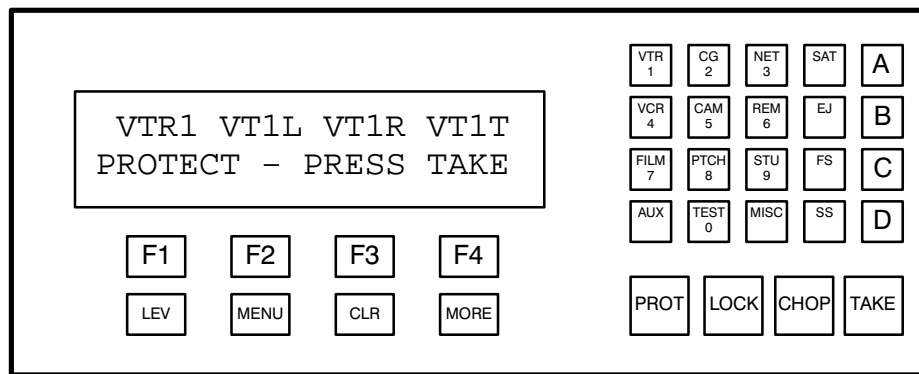 VTR1 VT1L VT1R VT1T
PROTECT – PRESS TAKE
F1 F2 F3 F4
LEV MENU CLR MORE
VTR 1 CG 2 NET 3 SAT A
VCR 4 CAM 5 REM 6 EJ B
FILM 7 PTCH 8 STU 9 FS C
AUX TEST 0 MISC SS D
PROT LOCK CHOP TAKE